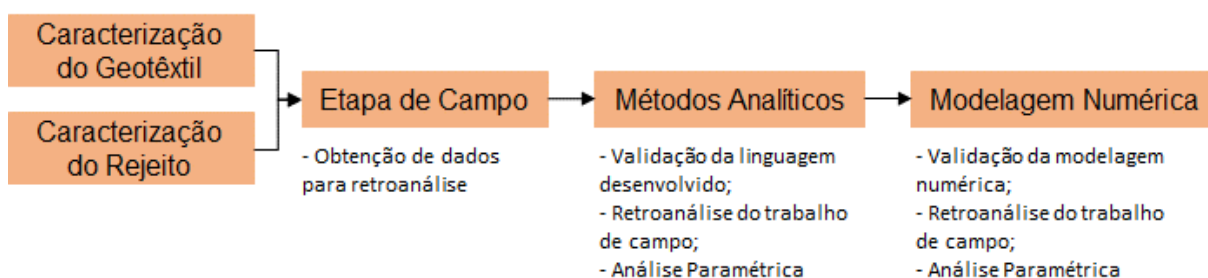 Caracterização
do Geotêxtil
Caracterização
do Rejeito
Etapa de Campo
- Obtenção de dados
para retroanálise
Métodos Analíticos
- Validação da linguagem
desenvolvido;
- Retroanálise do trabalho
de campo;
- Análise Paramétrica
Modelagem Numérica
- Validação da modelagem
numérica;
- Retroanálise do trabalho
de campo;
- Análise Paramétrica